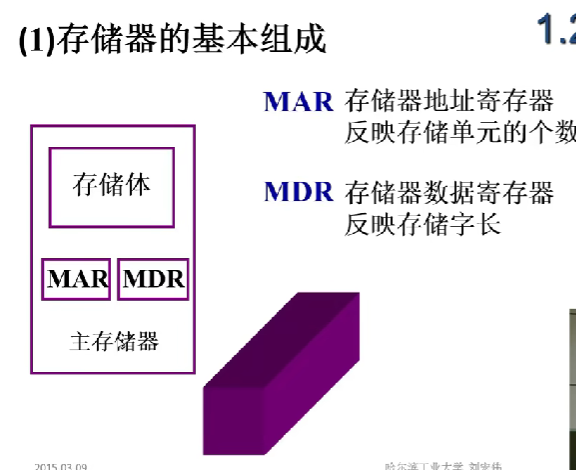 (1)存储器的基本组成
1.2
MAR 存储器地址寄存器
反映存储单元的个数
MDR 存储器数据寄存器
反映存储字长
存储体
MAR MDR
主存储器
2015.03.09
哈尔滨工业大学 刘宏伟